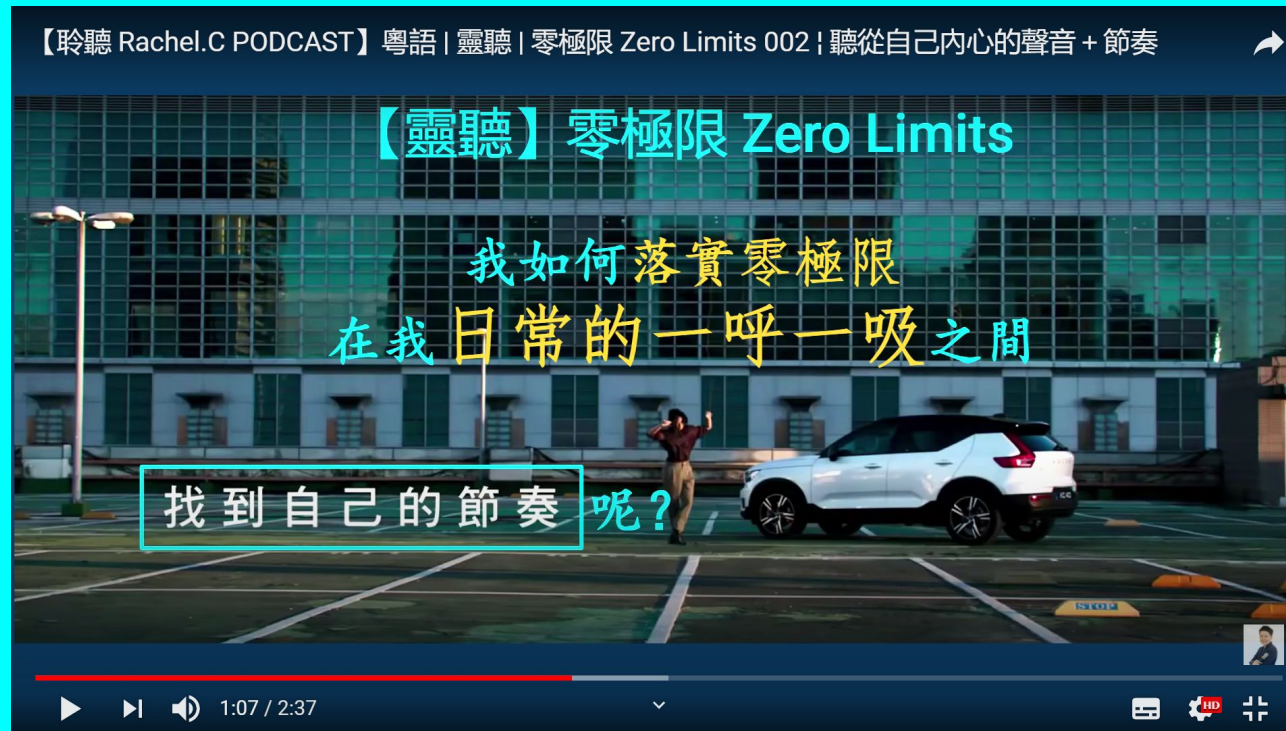 【聆聽 Rachel.C PODCAST】粵語 | 靈聽 | 零極限 Zero Limits 002 ¦ 聽從自己內心的聲音 + 節奏
【靈聽】零極限 Zero Limits
我如何落實零極限
在我日常的一呼一吸之間
找到自己的節奏呢？
STOP
1:07 / 2:37
HD